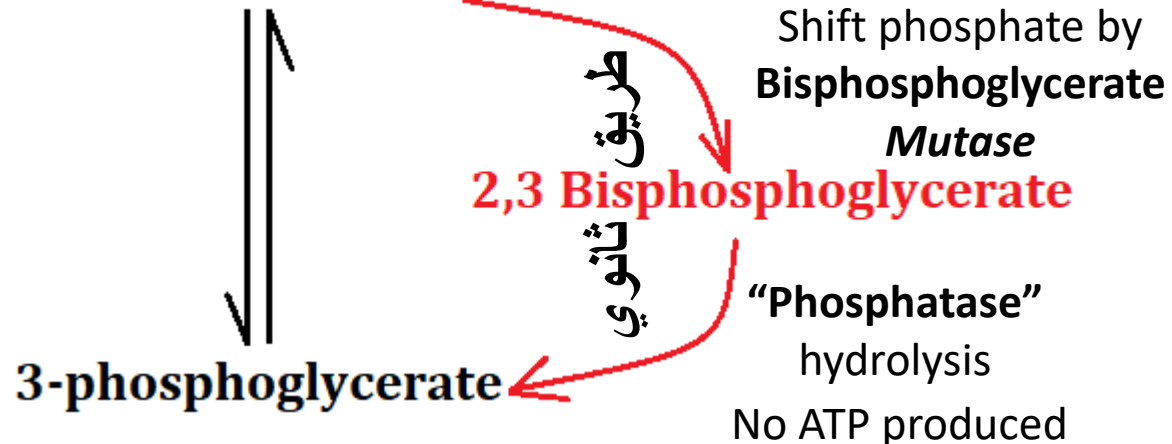 Shift phosphate by
Bisphosphoglycerate
Mutase
طريق ثانوي
2,3 Bisphosphoglycerate
“Phosphatase”
hydrolysis
3-phosphoglycerate
No ATP produced